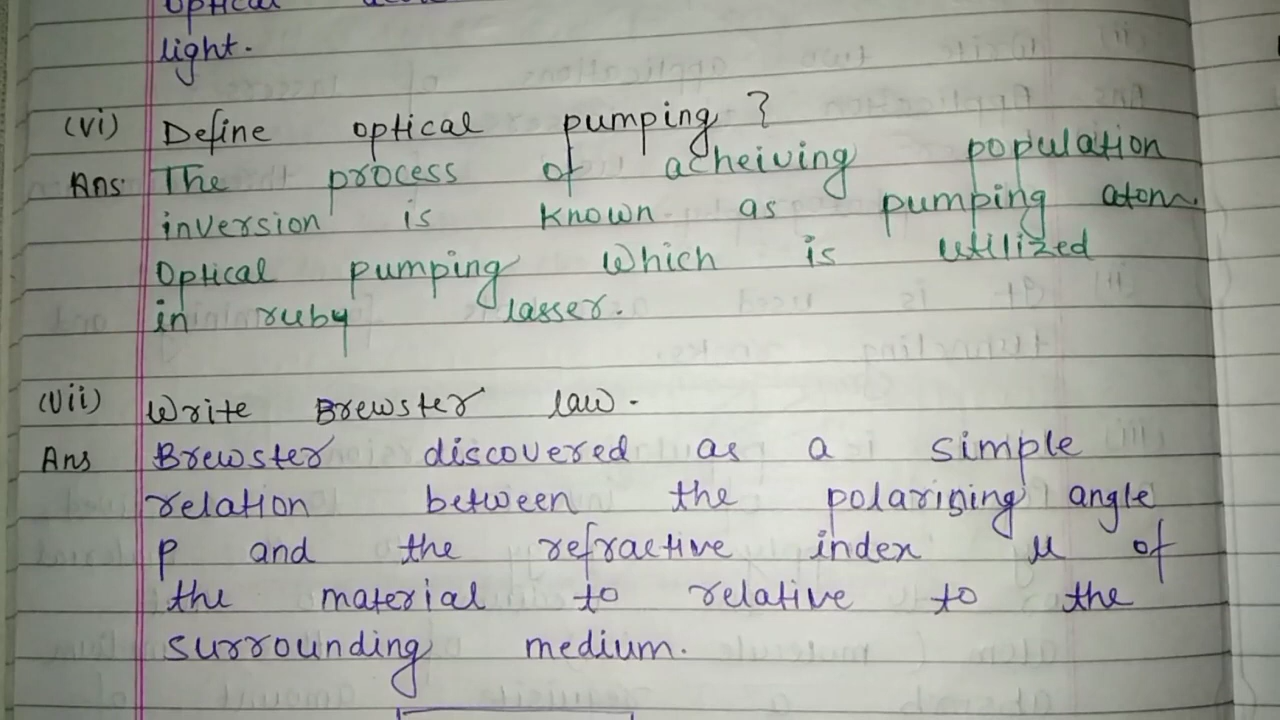 optical
light.
(vi) Define optical pumping ?
Ans. The process of acheiving population
inversion is known as pumping atom.
Optical pumping which is utilized
in ruby lasser.
(vii) Write Brewster law.
Ans Brewster discovered as a simple
relation between the polarizing angle
p and the refractive index μ of
the material to relative to the
surrounding medium.